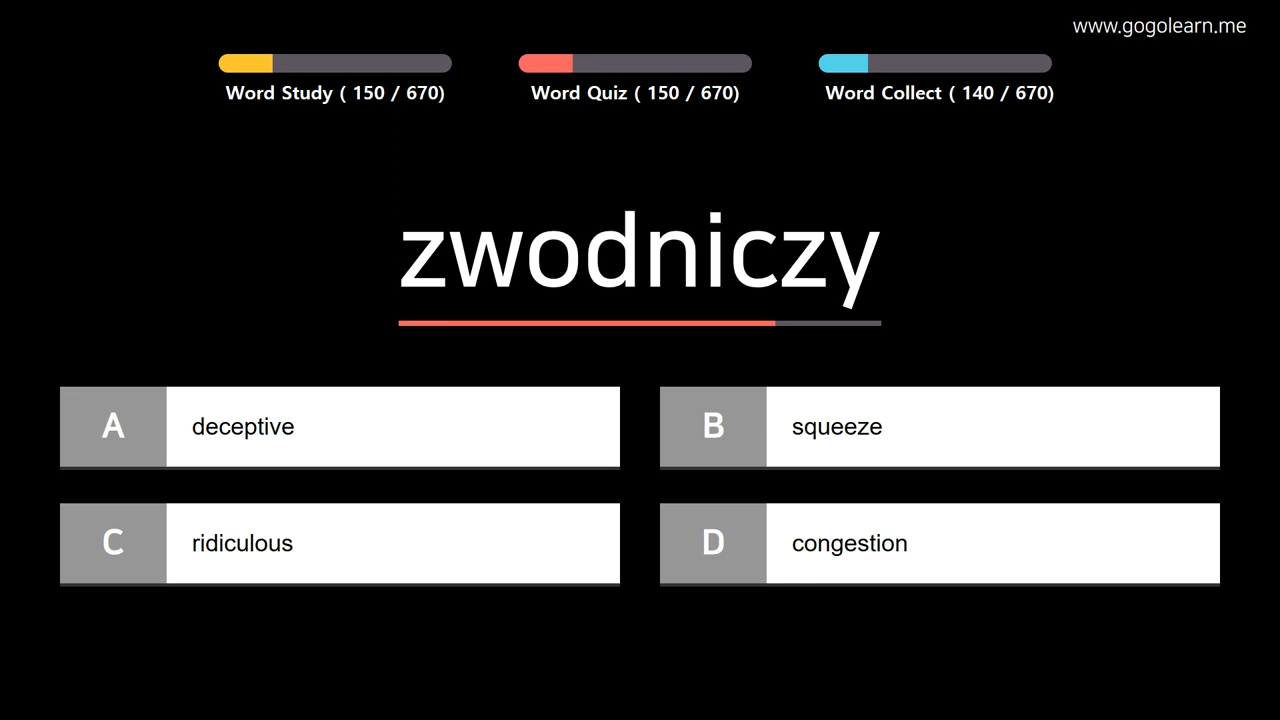 www.gogolearn.me
Word Study ( 150 / 670)
Word Quiz ( 150 / 670)
Word Collect ( 140 / 670)
zwodniczy
A deceptive
B squeeze
C ridiculous
D congestion